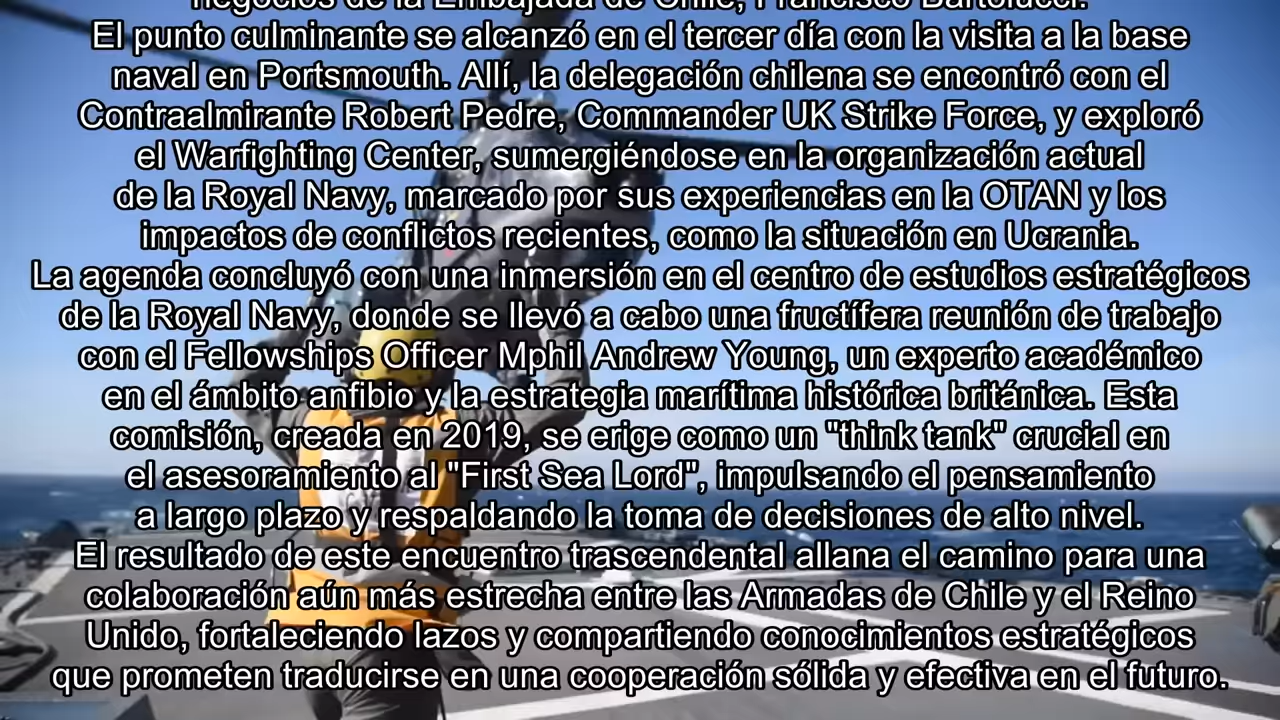 negocios de la Embajada de Chile, Francisco Bartolucci.
El punto culminante se alcanzó en el tercer día con la visita a la base
naval en Portsmouth. Allí, la delegación chilena se encontró con el
Contraalmirante Robert Pedre, Commander UK Strike Force, y exploró
el Warfighting Center, sumergiéndose en la organización actual
de la Royal Navy, marcado por sus experiencias en la OTAN y los
impactos de conflictos recientes, como la situación en Ucrania.
La agenda concluyó con una inmersión en el centro de estudios estratégicos
de la Royal Navy, donde se llevó a cabo una fructífera reunión de trabajo
con el Fellowships Officer Mphil Andrew Young, un experto académico
en el ámbito anfibio y la estrategia marítima histórica británica. Esta
comisión, creada en 2019, se erige como un "think tank" crucial en
el asesoramiento al "First Sea Lord", impulsando el pensamiento
a largo plazo y respaldando la toma de decisiones de alto nivel.
El resultado de este encuentro trascendental allana el camino para una
colaboración aún más estrecha entre las Armadas de Chile y el Reino
Unido, fortaleciendo lazos y compartiendo conocimientos estratégicos
que prometen traducirse en una cooperación sólida y efectiva en el futuro.